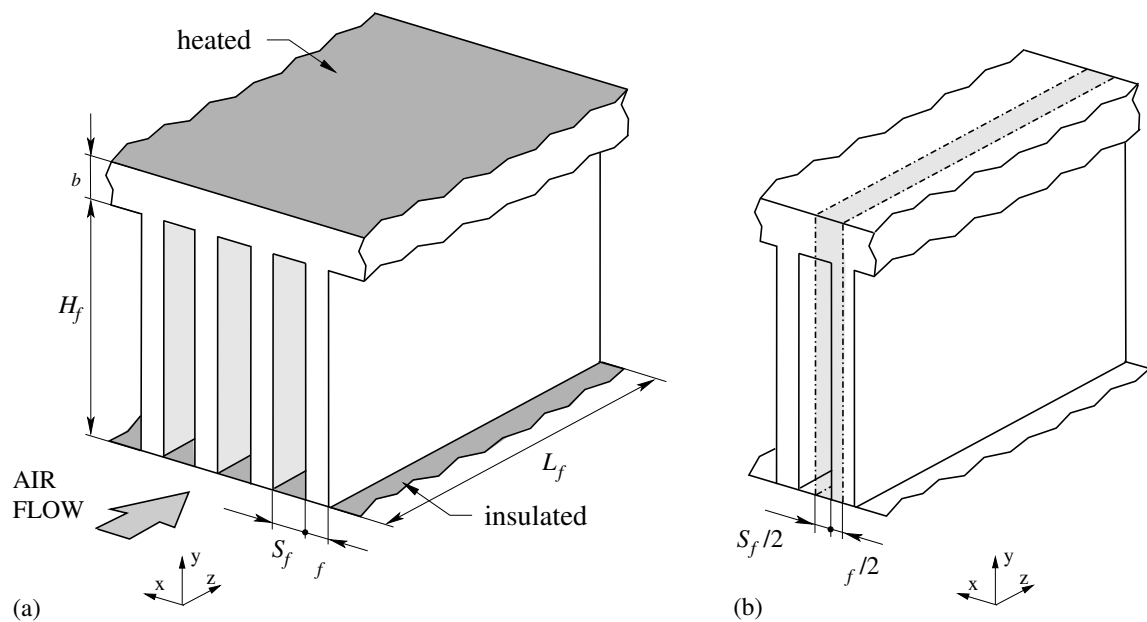 heated
b
H_f
AIR
FLOW
S_f
f
L_f
insulated
y
x
z
(a)
S_f/2
f/2
y
x
z
(b)